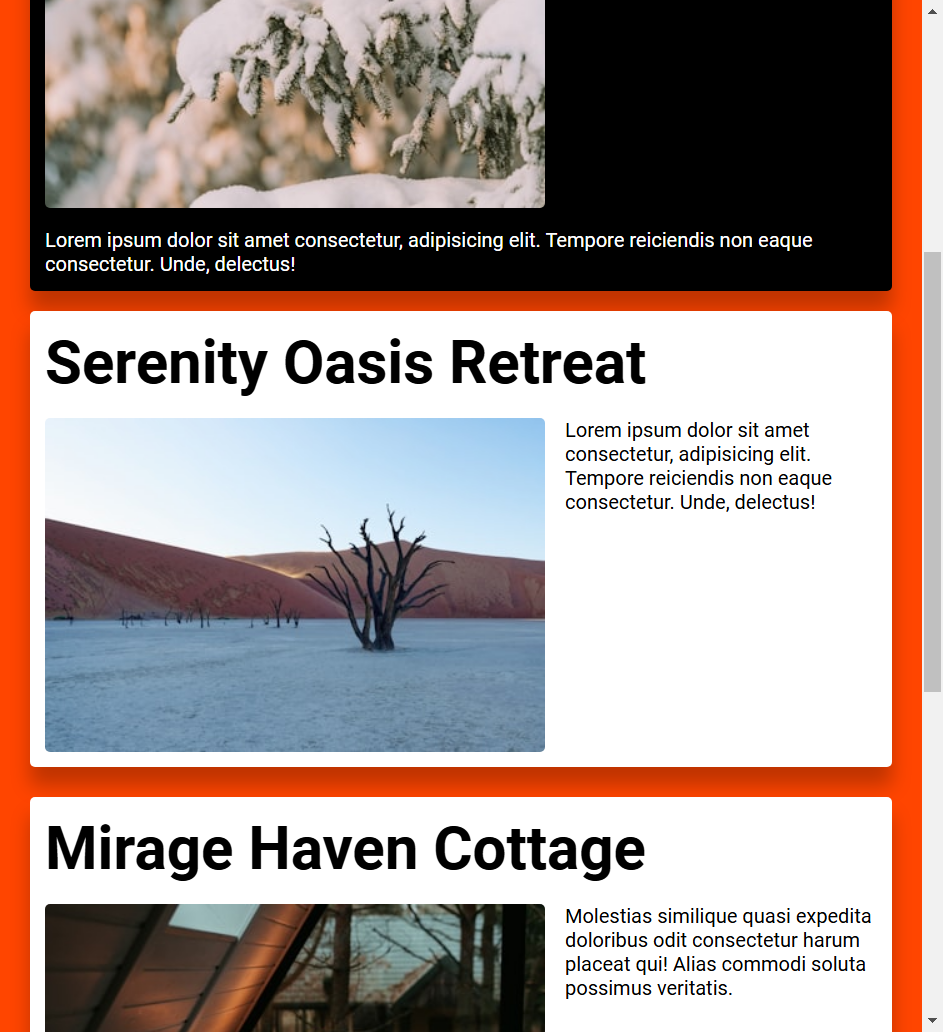 Lorem ipsum dolor sit amet consectetur, adipisicing elit. Tempore reiciendis non eaque
consectetur. Unde, delectus!
Serenity Oasis Retreat
Lorem ipsum dolor sit amet
consectetur, adipisicing elit.
Tempore reiciendis non eaque
consectetur. Unde, delectus!
Mirage Haven Cottage
Molestias similique quasi expedita
doloribus odit consectetur harum
placeat qui! Alias commodi soluta
possimus veritatis.